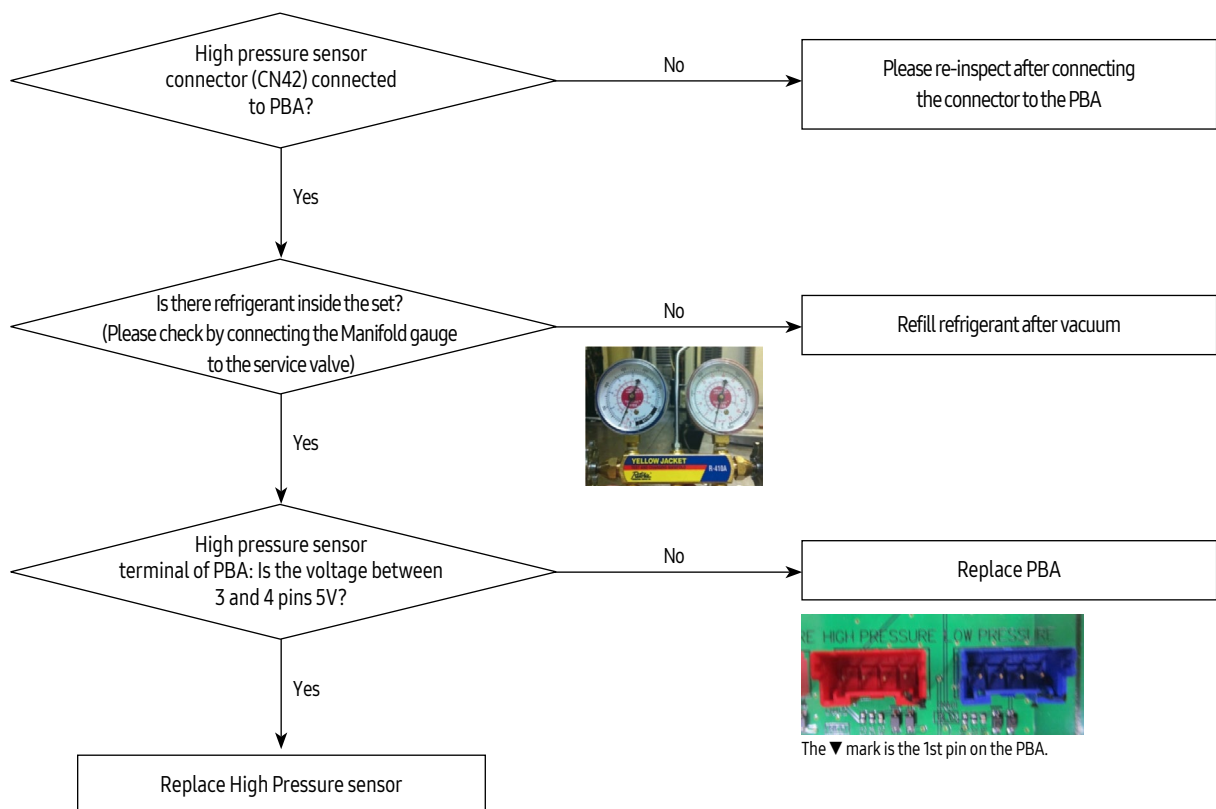 High pressure sensor
connector (CN42) connected
to PBA?
No
Please re-inspect after connecting
the connector to the PBA
Yes
Is there refrigerant inside the set?
(Please check by connecting the Manifold gauge
to the service valve)
No
Refill refrigerant after vacuum
YELLOW JACKET
R-410A
Yes
High pressure sensor
terminal of PBA: Is the voltage between
3 and 4 pins 5V?
No
Replace PBA
RE HIGH PRESSURE LOW PRESSURE
The ▼ mark is the 1st pin on the PBA.
Yes
Replace High Pressure sensor